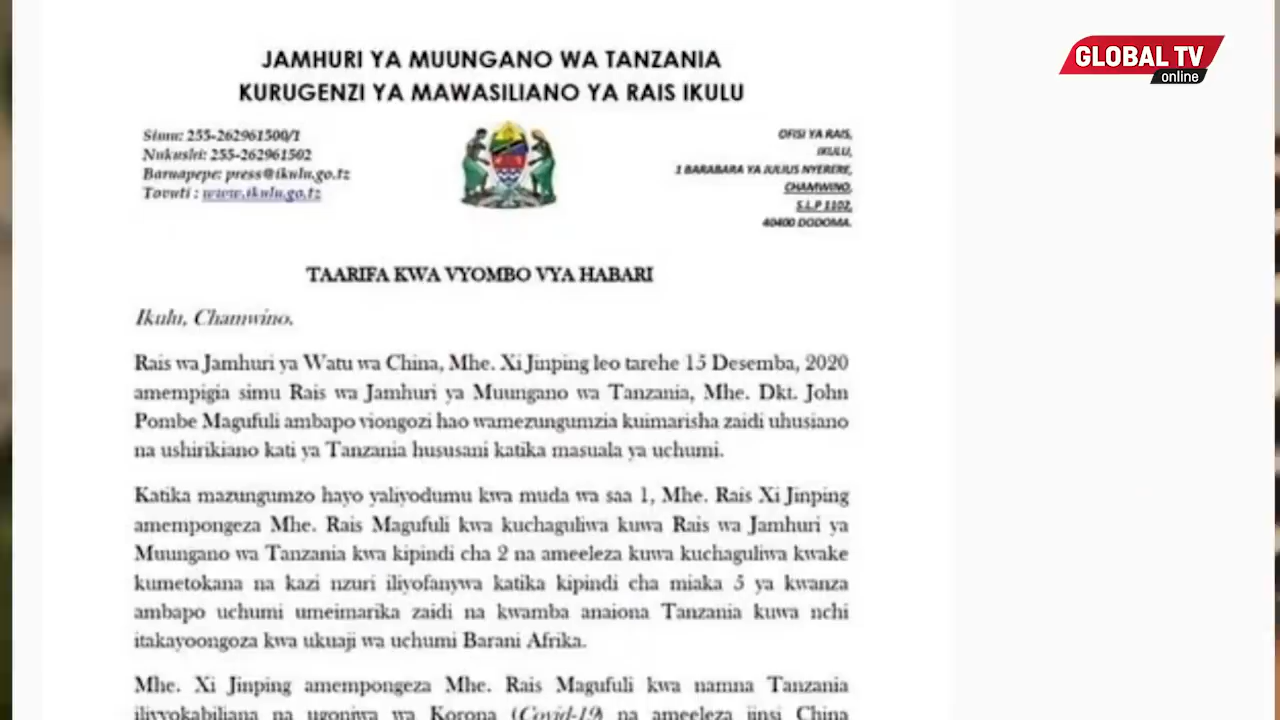 GLOBAL TV
online
JAMHURI YA MUUNGANO WA TANZANIA
KURUGENZI YA MAWASILIANO YA RAIS IKULU
Simu: 255-262961500/1
Nukushi: 255-262961502
Baruapepe: press@ikulu.go.tz
Tovuti : www.ikulu.go.tz
OFISI YA RAIS,
IKULU,
1 BARABARA YA JULIUS NYERERE,
CHAMWINO,
S.L.P 1102,
40400 DODOMA.
TAARIFA KWA VYOMBO VYA HABARI
Ikulu, Chamwino.
Rais wa Jamhuri ya Watu wa China, Mhe. Xi Jinping leo tarehe 15 Desemba, 2020
amempigia simu Rais wa Jamhuri ya Muungano wa Tanzania, Mhe. Dkt. John
Pombe Magufuli ambapo viongozi hao wamezungumzia kuimarisha zaidi uhusiano
na ushirikiano kati ya Tanzania hususani katika masuala ya uchumi.
Katika mazungumzo hayo yaliyodumu kwa muda wa saa 1, Mhe. Rais Xi Jinping
amempongeza Mhe. Rais Magufuli kwa kuchaguliwa kuwa Rais wa Jamhuri ya
Muungano wa Tanzania kwa kipindi cha 2 na ameeleza kuwa kuchaguliwa kwake
kumetokana na kazi nzuri iliyofanywa katika kipindi cha miaka 5 ya kwanza
ambapo uchumi umeimarika zaidi na kwamba anaiona Tanzania kuwa nchi
itakayoongoza kwa ukuaji wa uchumi Barani Afrika.
Mhe. Xi Jinping amempongeza Mhe. Rais Magufuli kwa namna Tanzania
ilivyokabiliana na ugonjwa wa Korona (Covid-19) na ameeleza jinsi China